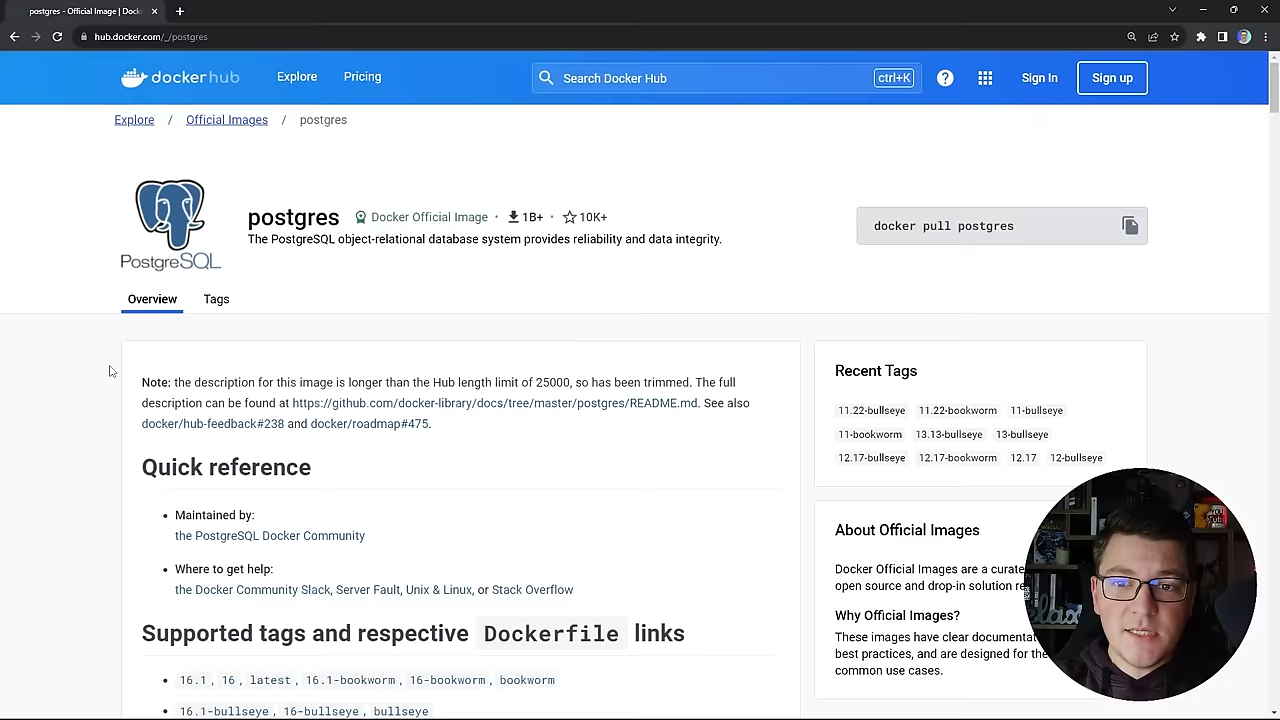 postgres - Official Image | Dock
hub.docker.com/_/postgres
dockerhub
Explore
Pricing
Search Docker Hub
ctrl+K
Sign In
Sign up
Explore / Official Images / postgres
postgres
Docker Official Image
•
1B+
•
10K+
The PostgreSQL object-relational database system provides reliability and data integrity.
docker pull postgres
PostgreSQL
Overview
Tags
Note: the description for this image is longer than the Hub length limit of 25000, so has been trimmed. The full
description can be found at https://github.com/docker-library/docs/tree/master/postgres/README.md. See also
docker/hub-feedback#238 and docker/roadmap#475.
Quick reference
• Maintained by:
the PostgreSQL Docker Community
• Where to get help:
the Docker Community Slack, Server Fault, Unix & Linux, or Stack Overflow
Supported tags and respective Dockerfile links
• 16.1, 16, latest, 16.1-bookworm, 16-bookworm, bookworm
• 16.1-bullseye, 16-bullseye, bullseye
Recent Tags
11.22-bullseye 11.22-bookworm 11-bullseye
11-bookworm 13.13-bullseye 13-bullseye
12.17-bullseye 12.17-bookworm 12.17 12-bullseye
About Official Images
Docker Official Images are a curate
open source and drop-in solution re
Why Official Images?
These images have clear documentat
best practices, and are designed for the
common use cases.